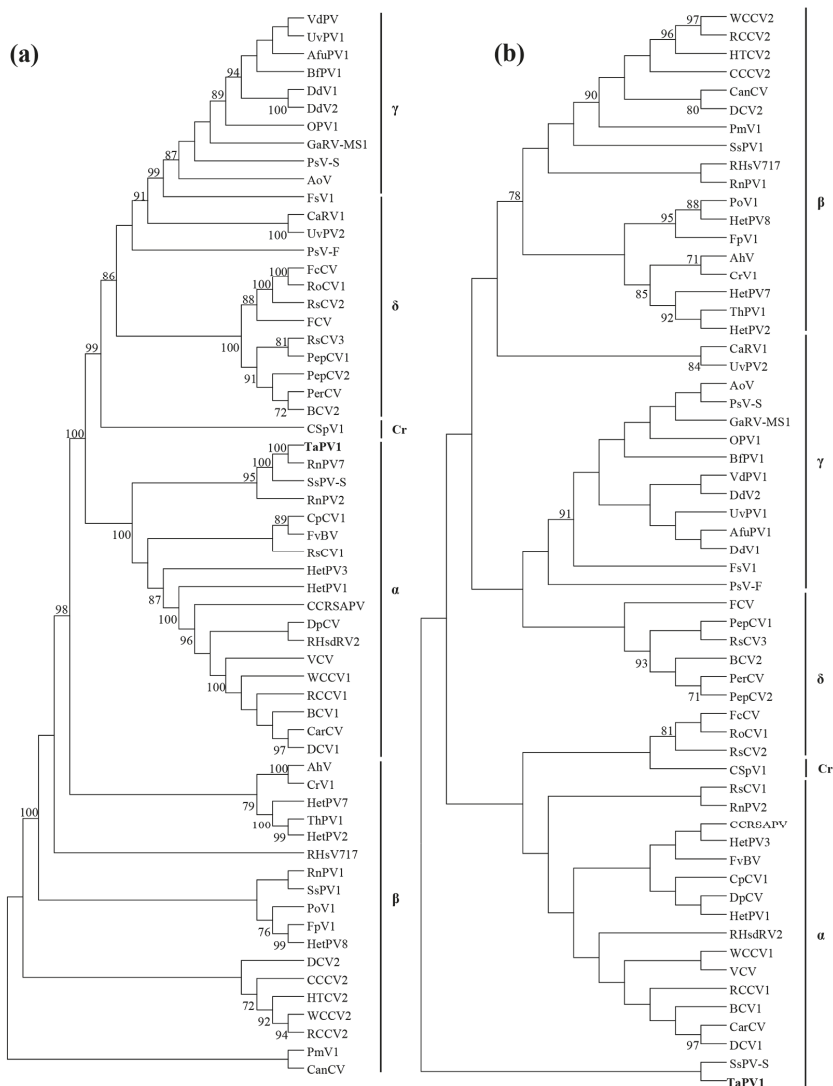 (a)
VdPV
UvPV1
AfuPV1
BfPV1
94
DdV1
DdV2
100
89
OPV1
GaRV-MS1
87
PsV-S
99
AoV
91
FsV1
CaRV1
UvPV2
100
PsV-F
86
FcCV
100
RoCV1
100
RsCV2
88
FCV
100
RsCV3
81
PepCV1
91
PepCV2
PerCV
BCV2
72
99
CSpV1
100
TaPV1
100
RnPV7
100
SsPV-S
95
RnPV2
100
CpCV1
89
FvBV
RsCV1
HetPV3
87
HetPV1
100
CCRSAPV
96
DpCV
RHsdRV2
VCV
100
WCCV1
RCCV1
BCV1
CarCV
DCV1
97
98
AhV
100
CrV1
79
HetPV7
100
ThPV1
HetPV2
99
100
RHsV717
RnPV1
SsPV1
PoV1
76
FpV1
HetPV8
99
DCV2
CCCV2
72
HTCV2
92
WCCV2
RCCV2
94
PmV1
CanCV
γ
δ
Cr
α
β
(b)
WCCV2
97
RCCV2
96
HTCV2
CCCV2
90
CanCV
DCV2
80
PmV1
SsPV1
RHsV717
RnPV1
78
PoV1
88
HetPV8
95
FpV1
AhV
71
CrV1
85
HetPV7
92
ThPV1
HetPV2
CaRV1
UvPV2
84
AoV
PsV-S
GaRV-MS1
OPV1
BfPV1
VdPV1
DdV2
91
UvPV1
AfuPV1
DdV1
FsV1
PsV-F
FCV
PepCV1
RsCV3
93
BCV2
PerCV
PepCV2
71
FcCV
81
RoCV1
RsCV2
CSpV1
RsCV1
RnPV2
CCRSAPV
HetPV3
FvBV
CpCV1
DpCV
HetPV1
RHsdRV2
WCCV1
VCV
RCCV1
BCV1
CarCV
DCV1
97
SsPV-S
TaPV1
β
γ
δ
Cr
α